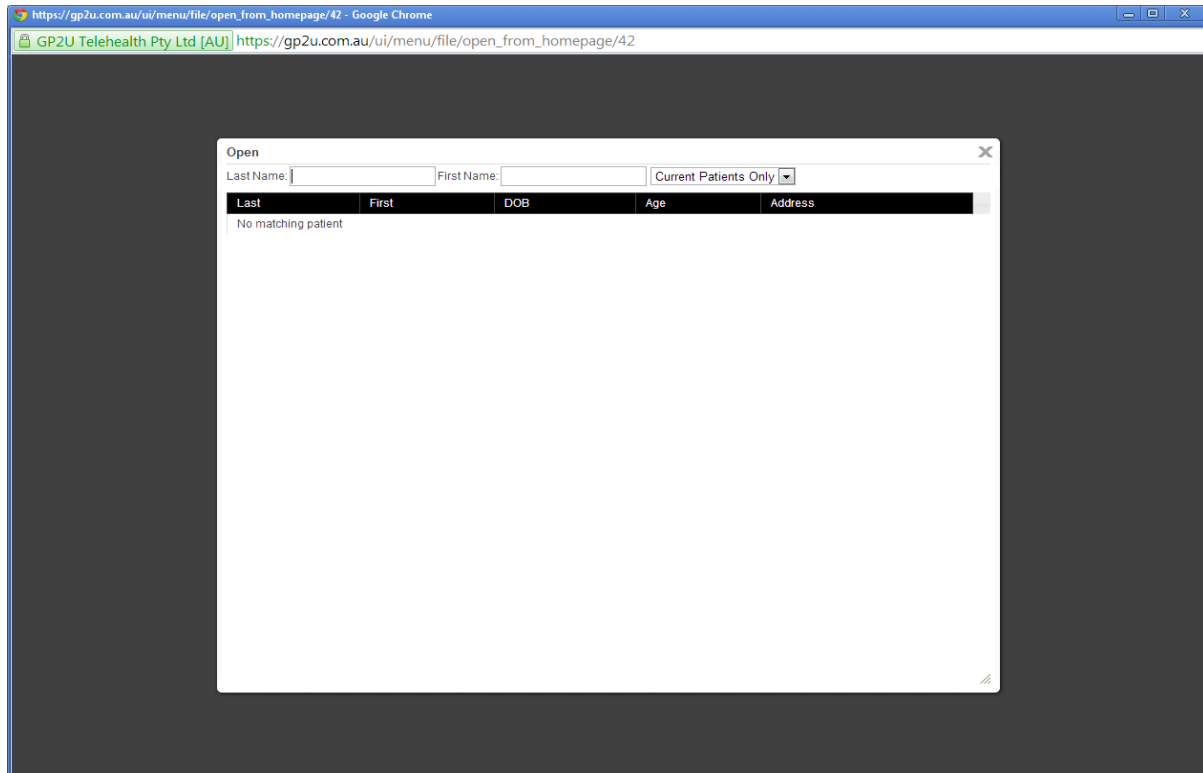 https://gp2u.com.au/ui/menu/file/open_from_homepage/42 - Google Chrome
GP2U Telehealth Pty Ltd [AU] https://gp2u.com.au/ui/menu/file/open_from_homepage/42
Open
Last Name: First Name: Current Patients Only
Last First DOB Age Address
No matching patient